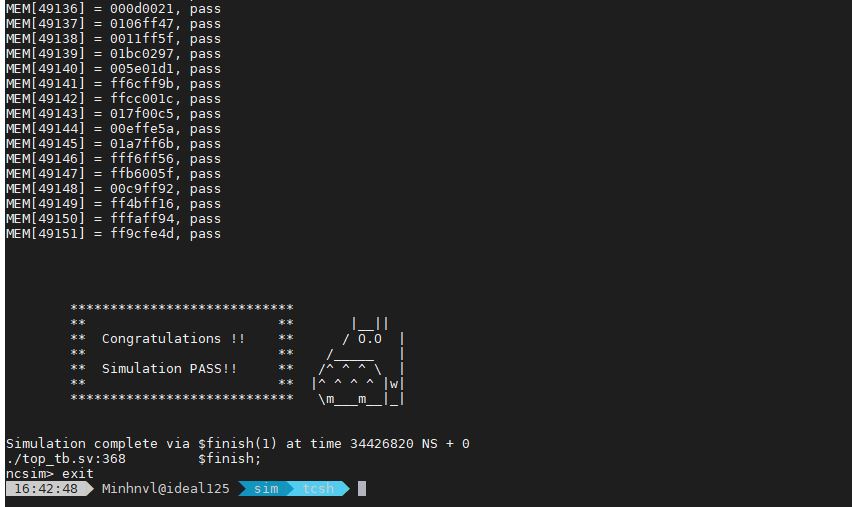 MEM[49136] = 000d0021, pass
MEM[49137] = 0106ff47, pass
MEM[49138] = 0011ff5f, pass
MEM[49139] = 01bc0297, pass
MEM[49140] = 005e01d1, pass
MEM[49141] = ff6cff9b, pass
MEM[49142] = ffcc001c, pass
MEM[49143] = 017f00c5, pass
MEM[49144] = 00effe5a, pass
MEM[49145] = 01a7ff6b, pass
MEM[49146] = fff6ff56, pass
MEM[49147] = ffb6005f, pass
MEM[49148] = 00c9ff92, pass
MEM[49149] = ff4bff16, pass
MEM[49150] = fffaff94, pass
MEM[49151] = ff9cfe4d, pass
        ****************************
        **                        **       |__||
        **  Congratulations !!    **      / O.O  |
        **                        **    /_____   |
        **  Simulation PASS!!     **   /^ ^ ^ \  |
        **                        **  |^ ^ ^ ^ |w|
        ****************************   \m___m__|_|
Simulation complete via $finish(1) at time 34426820 NS + 0
./top_tb.sv:368         $finish;
ncsim> exit
16:42:48 Minhnvl@ideal125 sim tcsh